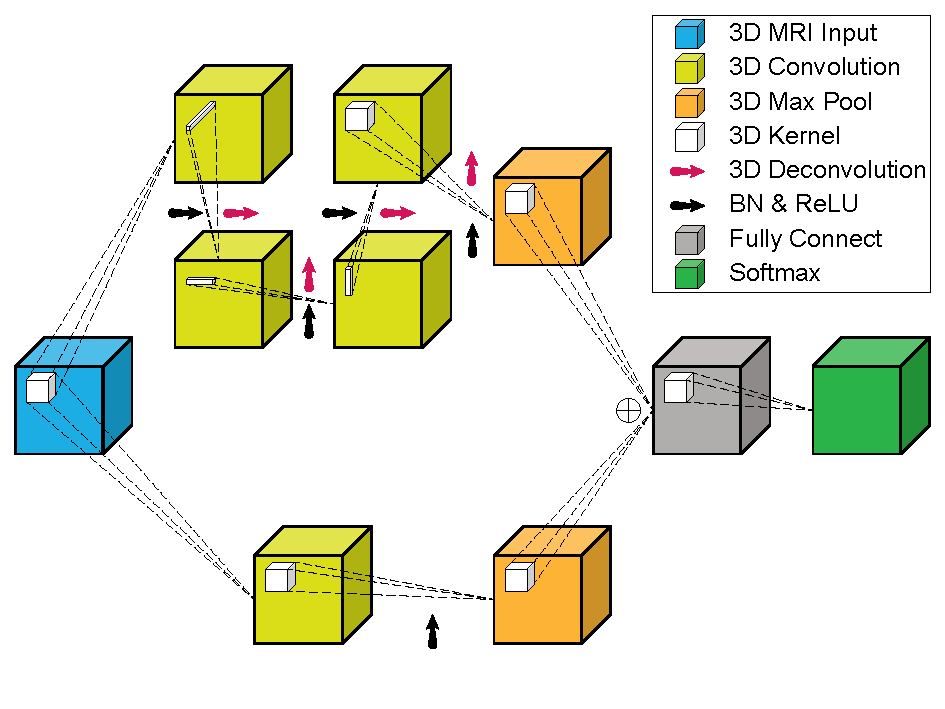 3D MRI Input
3D Convolution
3D Max Pool
3D Kernel
3D Deconvolution
BN & ReLU
Fully Connect
Softmax